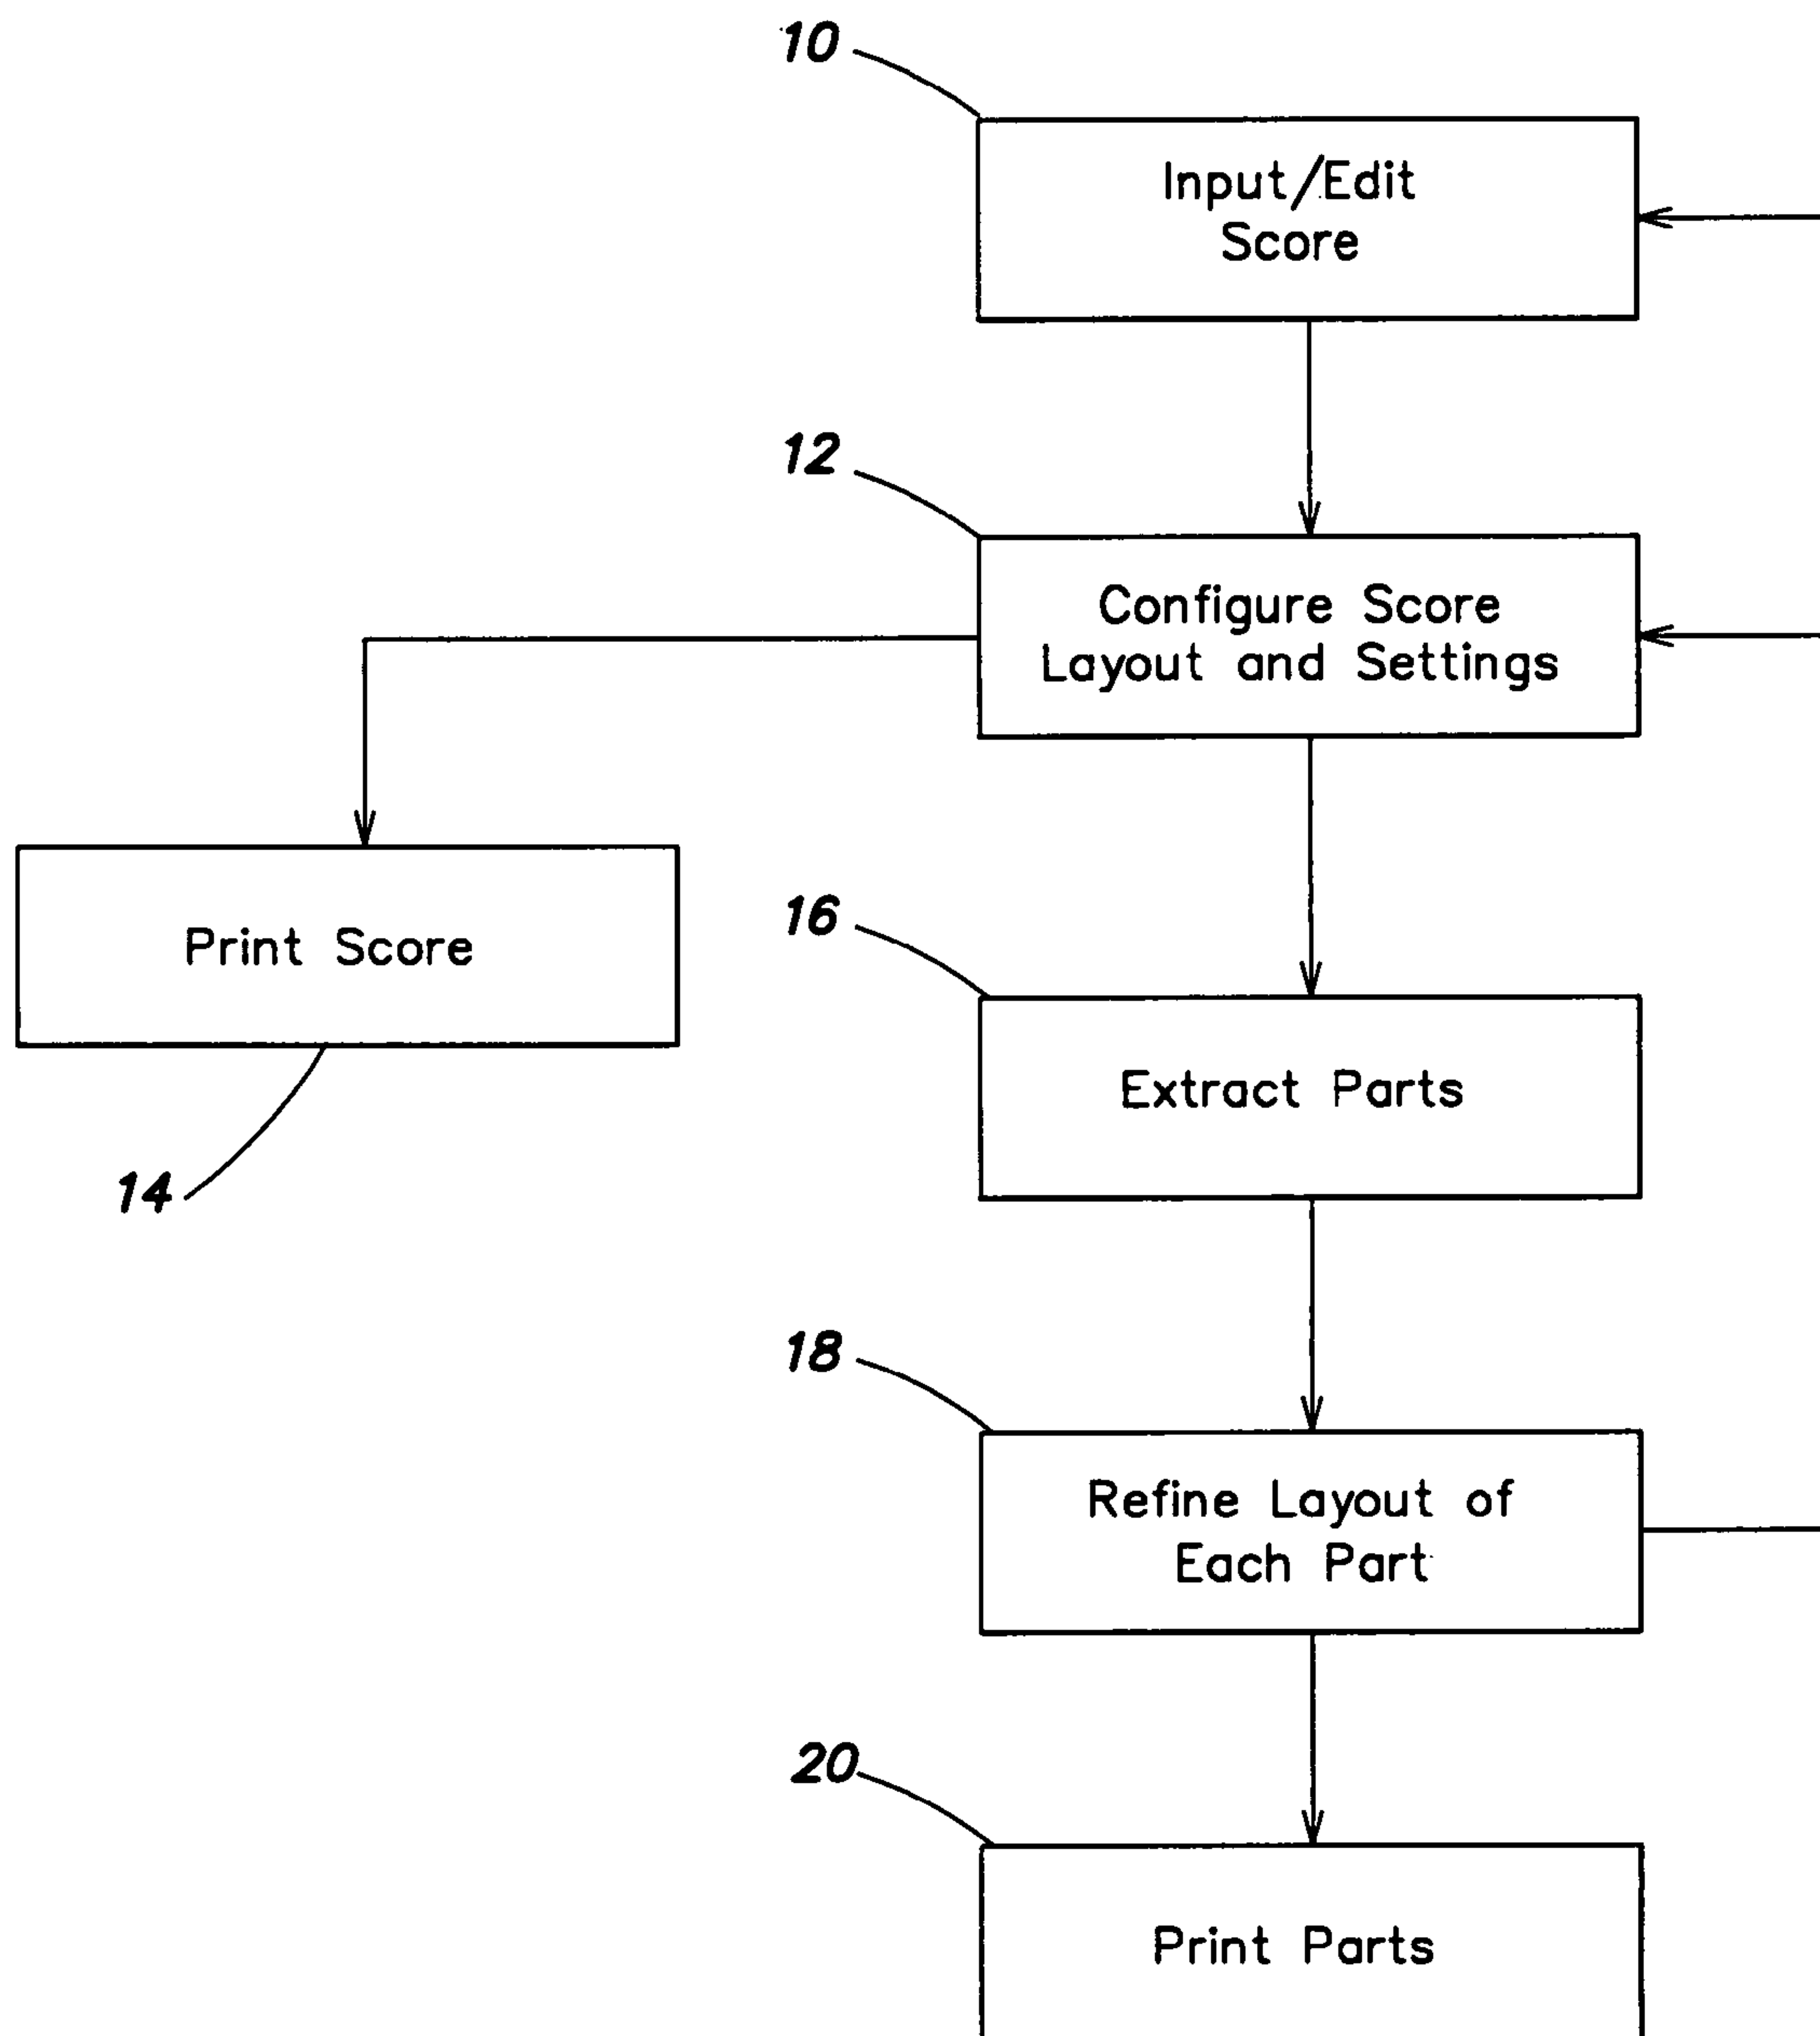 10
Input/Edit
Score
12
Configure Score
Layout and Settings
Print Score
14
16
Extract Parts
18
Refine Layout of
Each Part
20
Print Parts